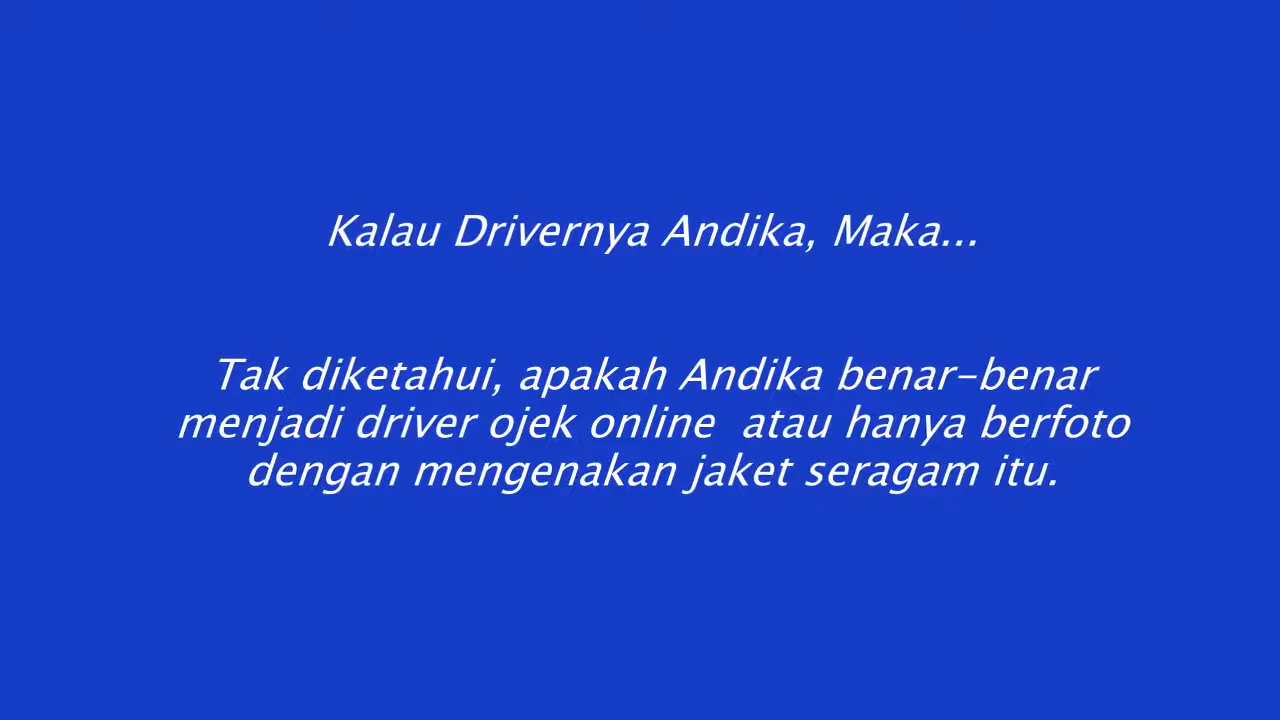 Kalau Drivernya Andika, Maka...
Tak diketahui, apakah Andika benar-benar
menjadi driver ojek online  atau hanya berfoto
dengan mengenakan jaket seragam itu.